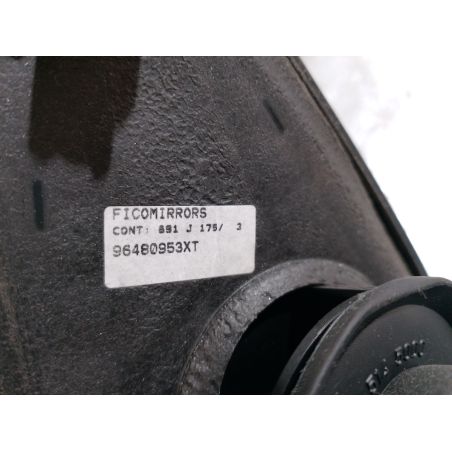 FICOMIRRORS
CONT: 891 J 175/ 3
96480953XT